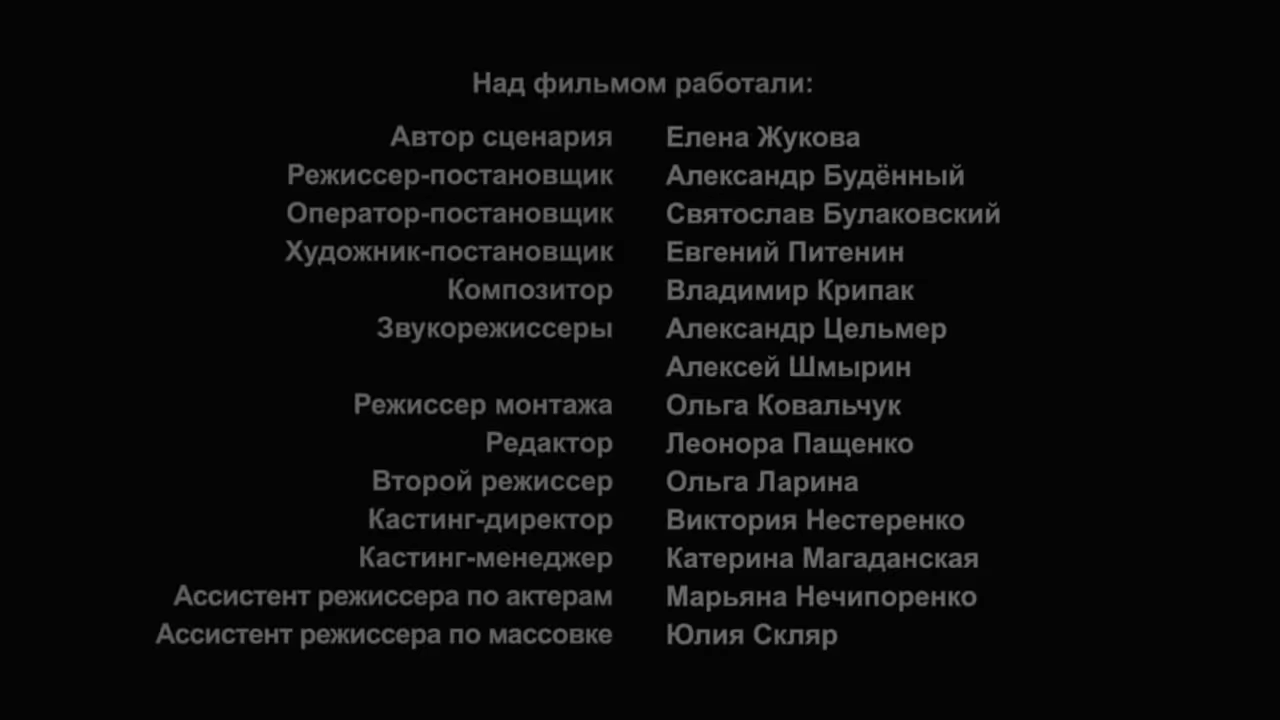 Над фильмом работали:
Автор сценария Елена Жукова
Режиссер-постановщик Александр Будённый
Оператор-постановщик Святослав Булаковский
Художник-постановщик Евгений Питенин
Композитор Владимир Крипак
Звукорежиссеры Александр Цельмер
Алексей Шмырин
Режиссер монтажа Ольга Ковальчук
Редактор Леонора Пащенко
Второй режиссер Ольга Ларина
Кастинг-директор Виктория Нестеренко
Кастинг-менеджер Катерина Магаданская
Ассистент режиссера по актерам Марьяна Нечипоренко
Ассистент режиссера по массовке Юлия Скляр